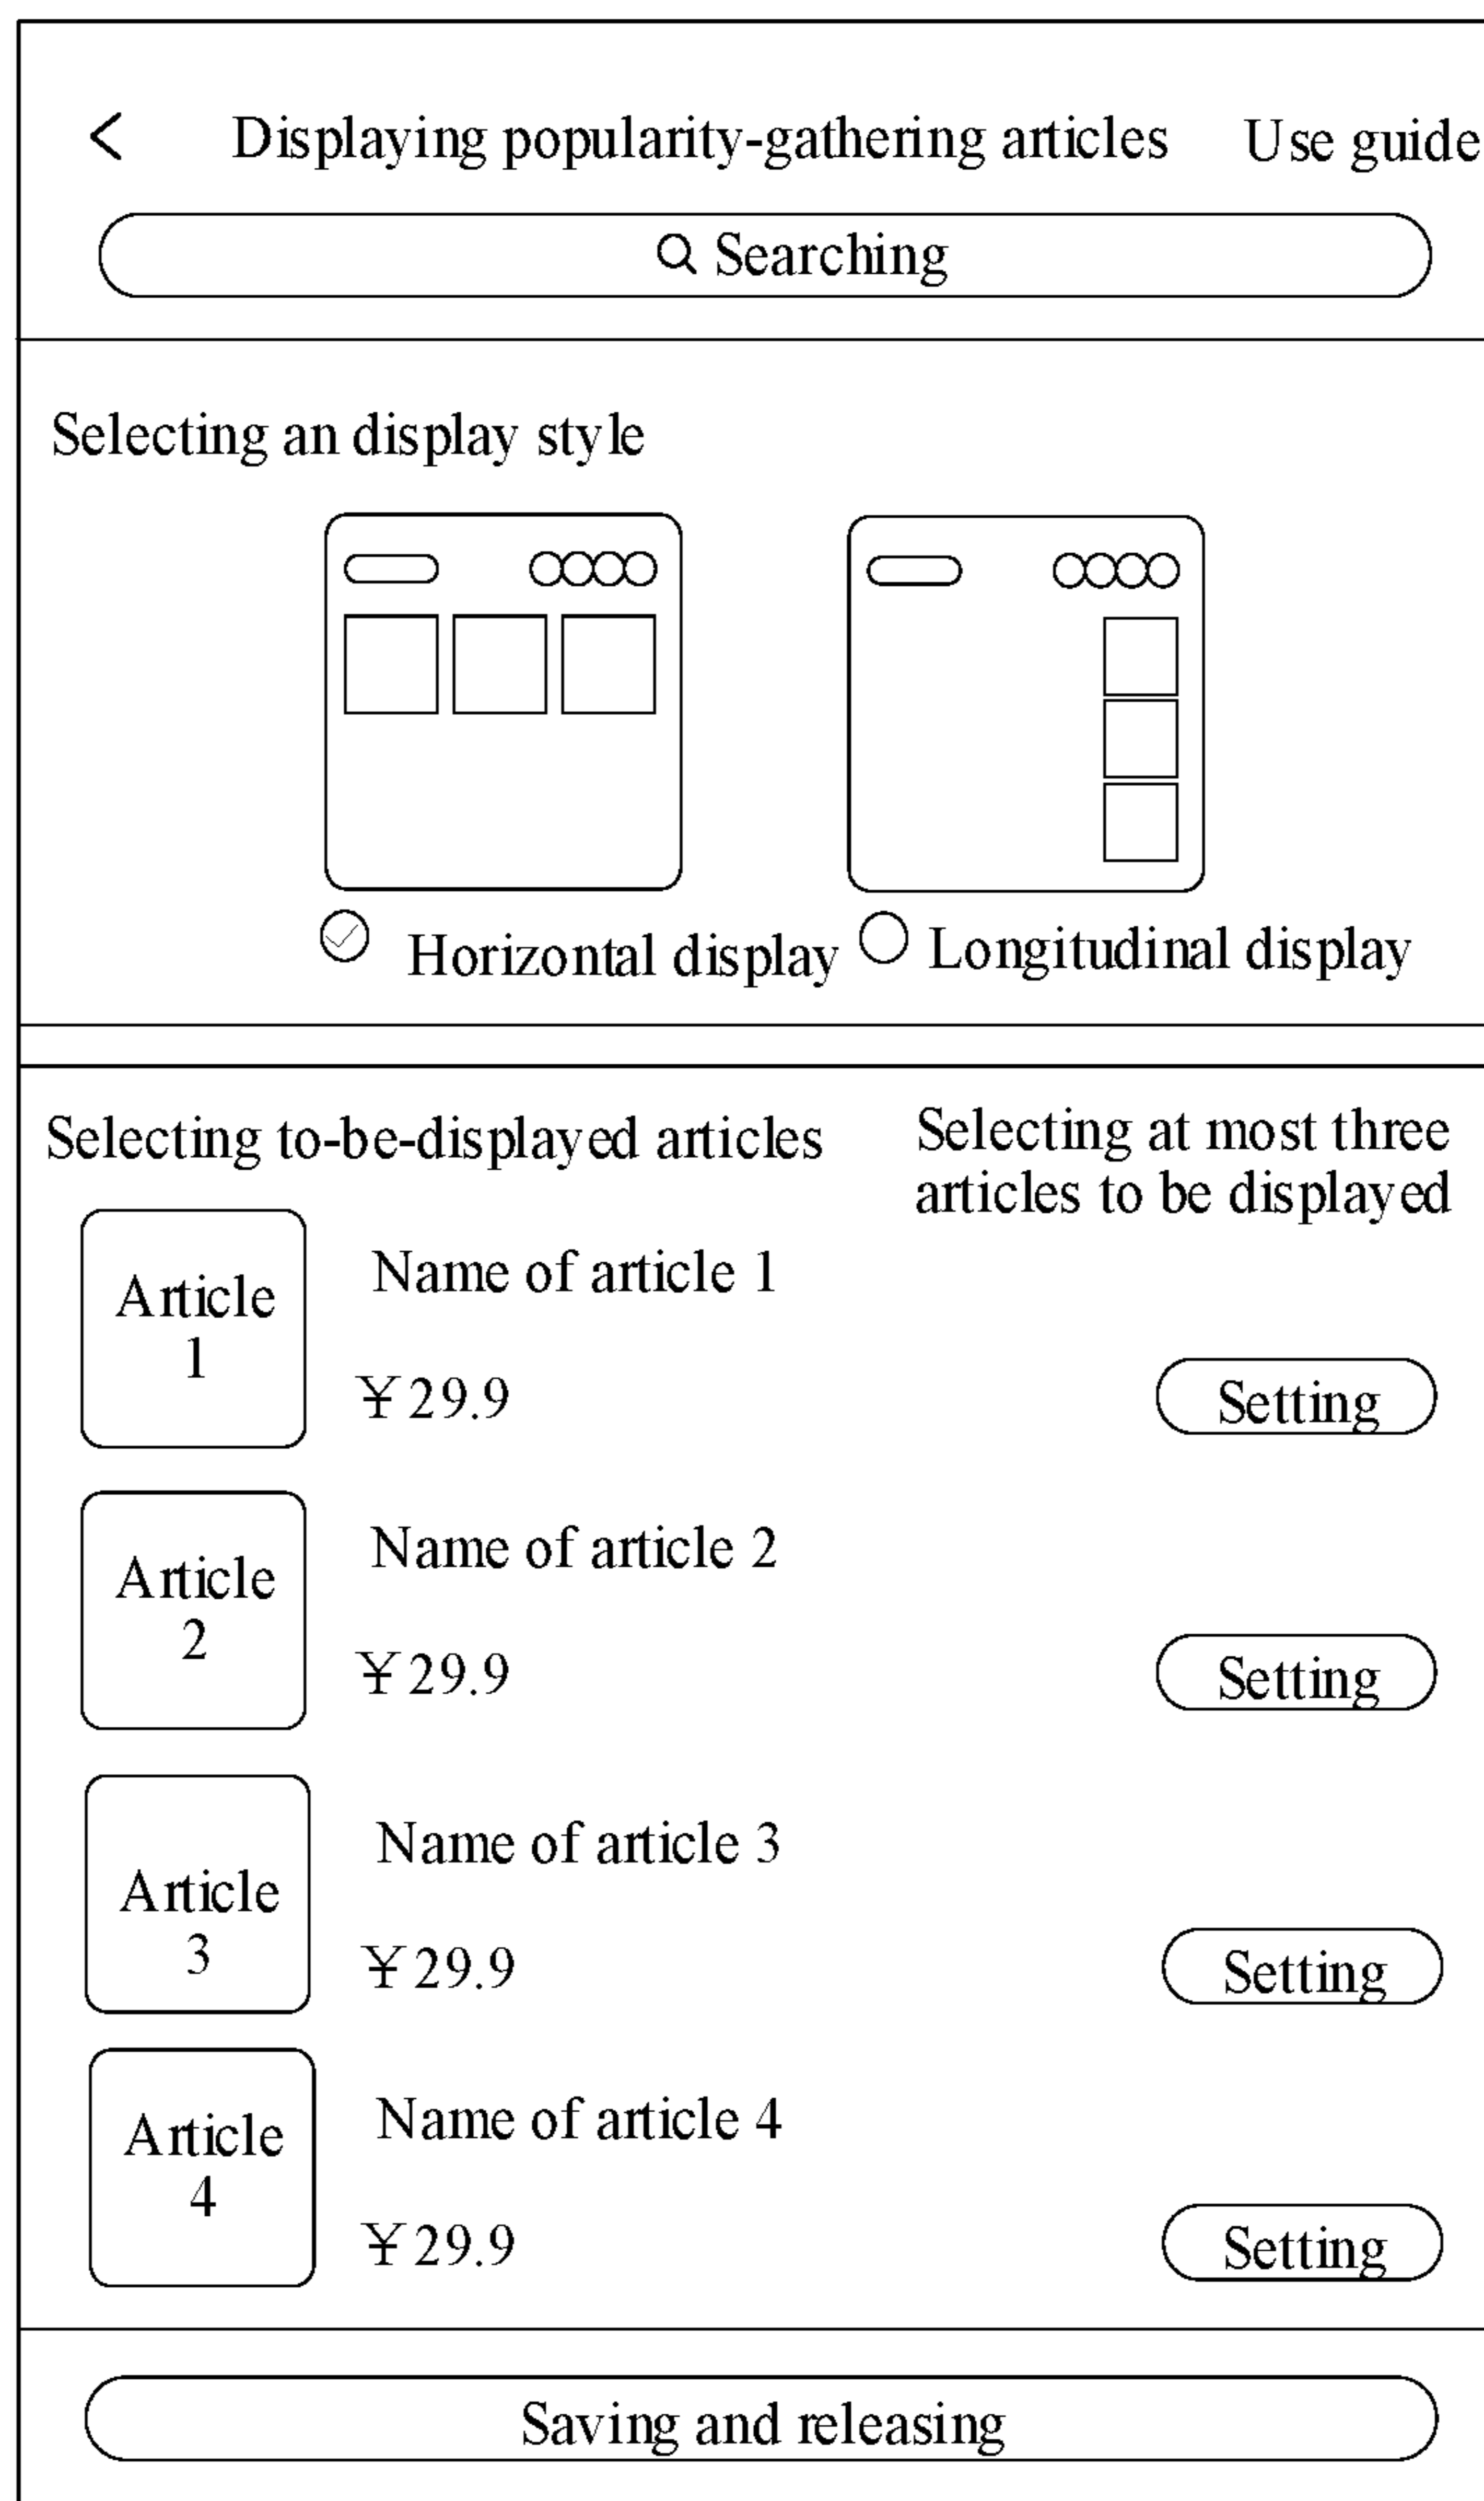 < Displaying popularity-gathering articles Use guide
Searching
Selecting an display style
Horizontal display Longitudinal display
Selecting to-be-displayed articles
Selecting at most three
articles to be displayed
Article
1
Name of article 1
¥29.9
Setting
Article
2
Name of article 2
¥29.9
Setting
Article
3
Name of article 3
¥29.9
Setting
Article
4
Name of article 4
¥29.9
Setting
Saving and releasing